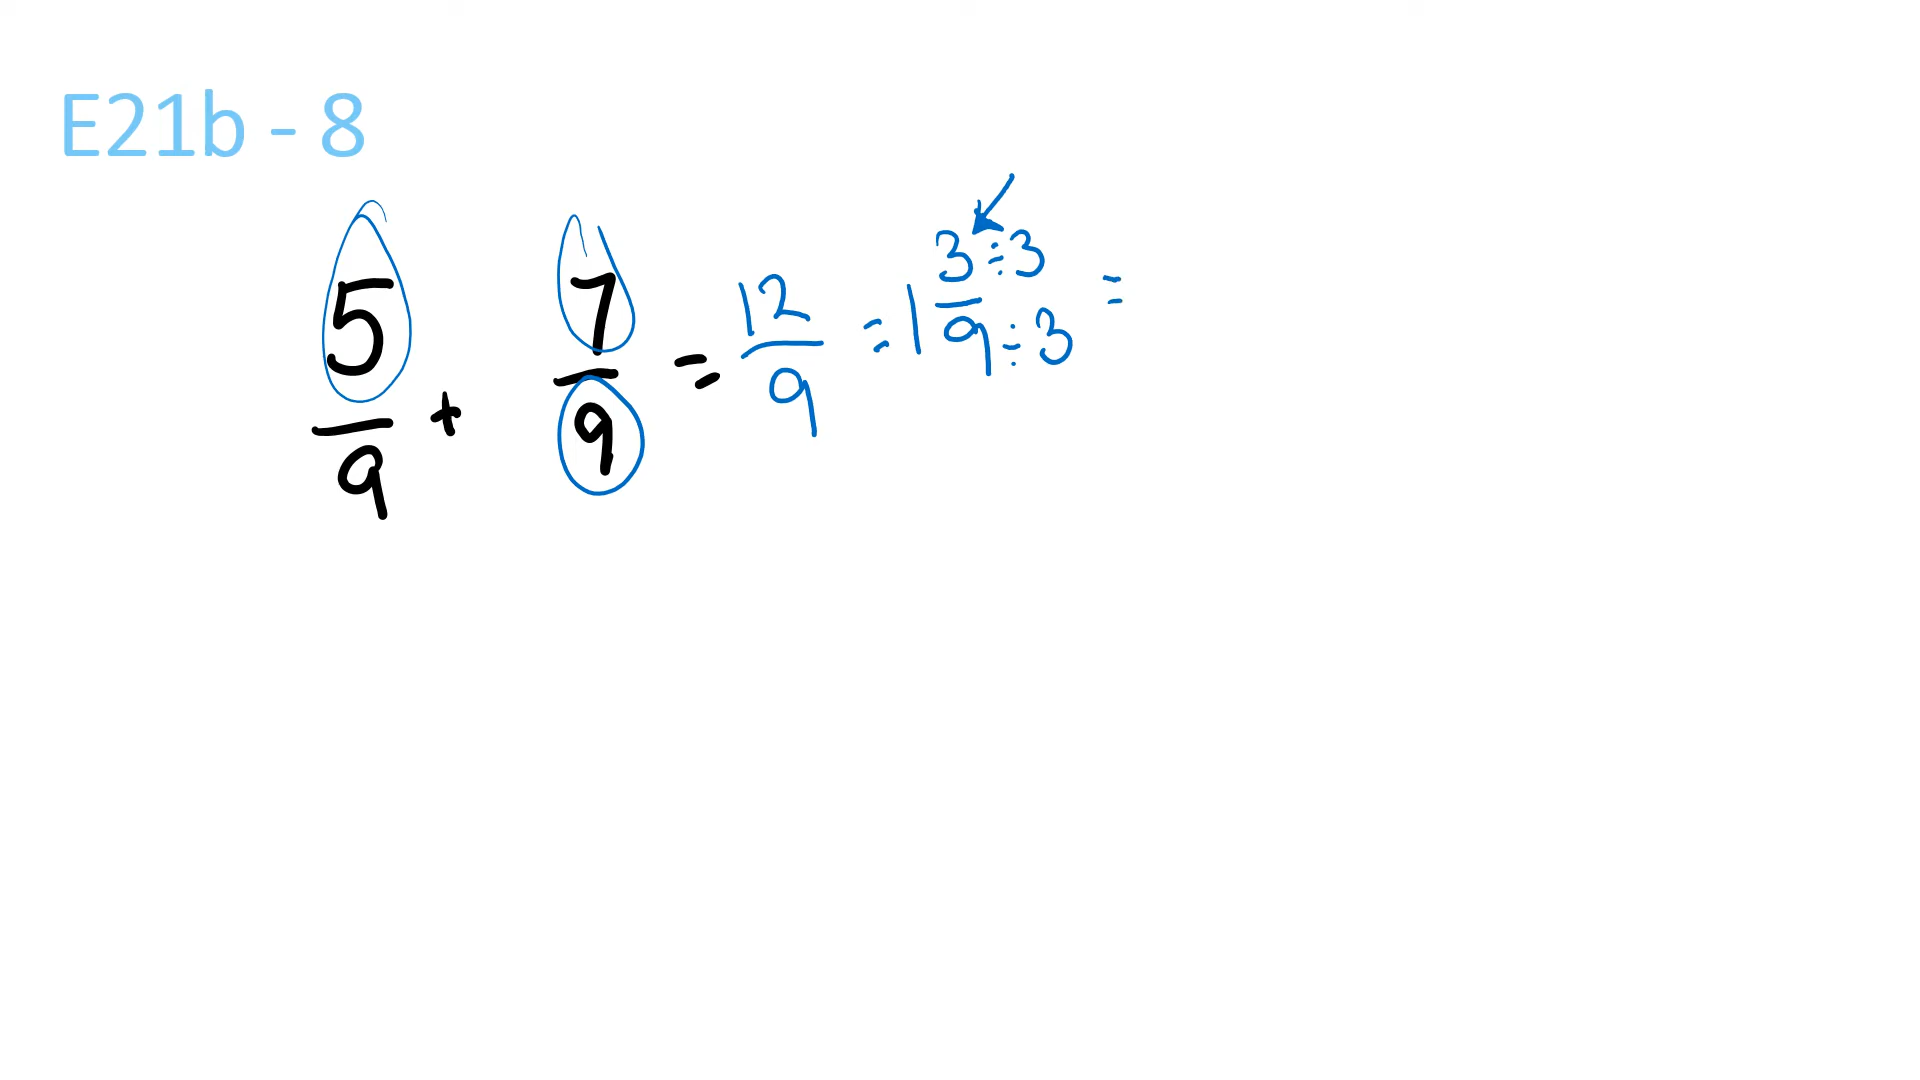 E21b - 8
5/9 + 7/9 = 12/9 = 1 3÷3/9÷3 =